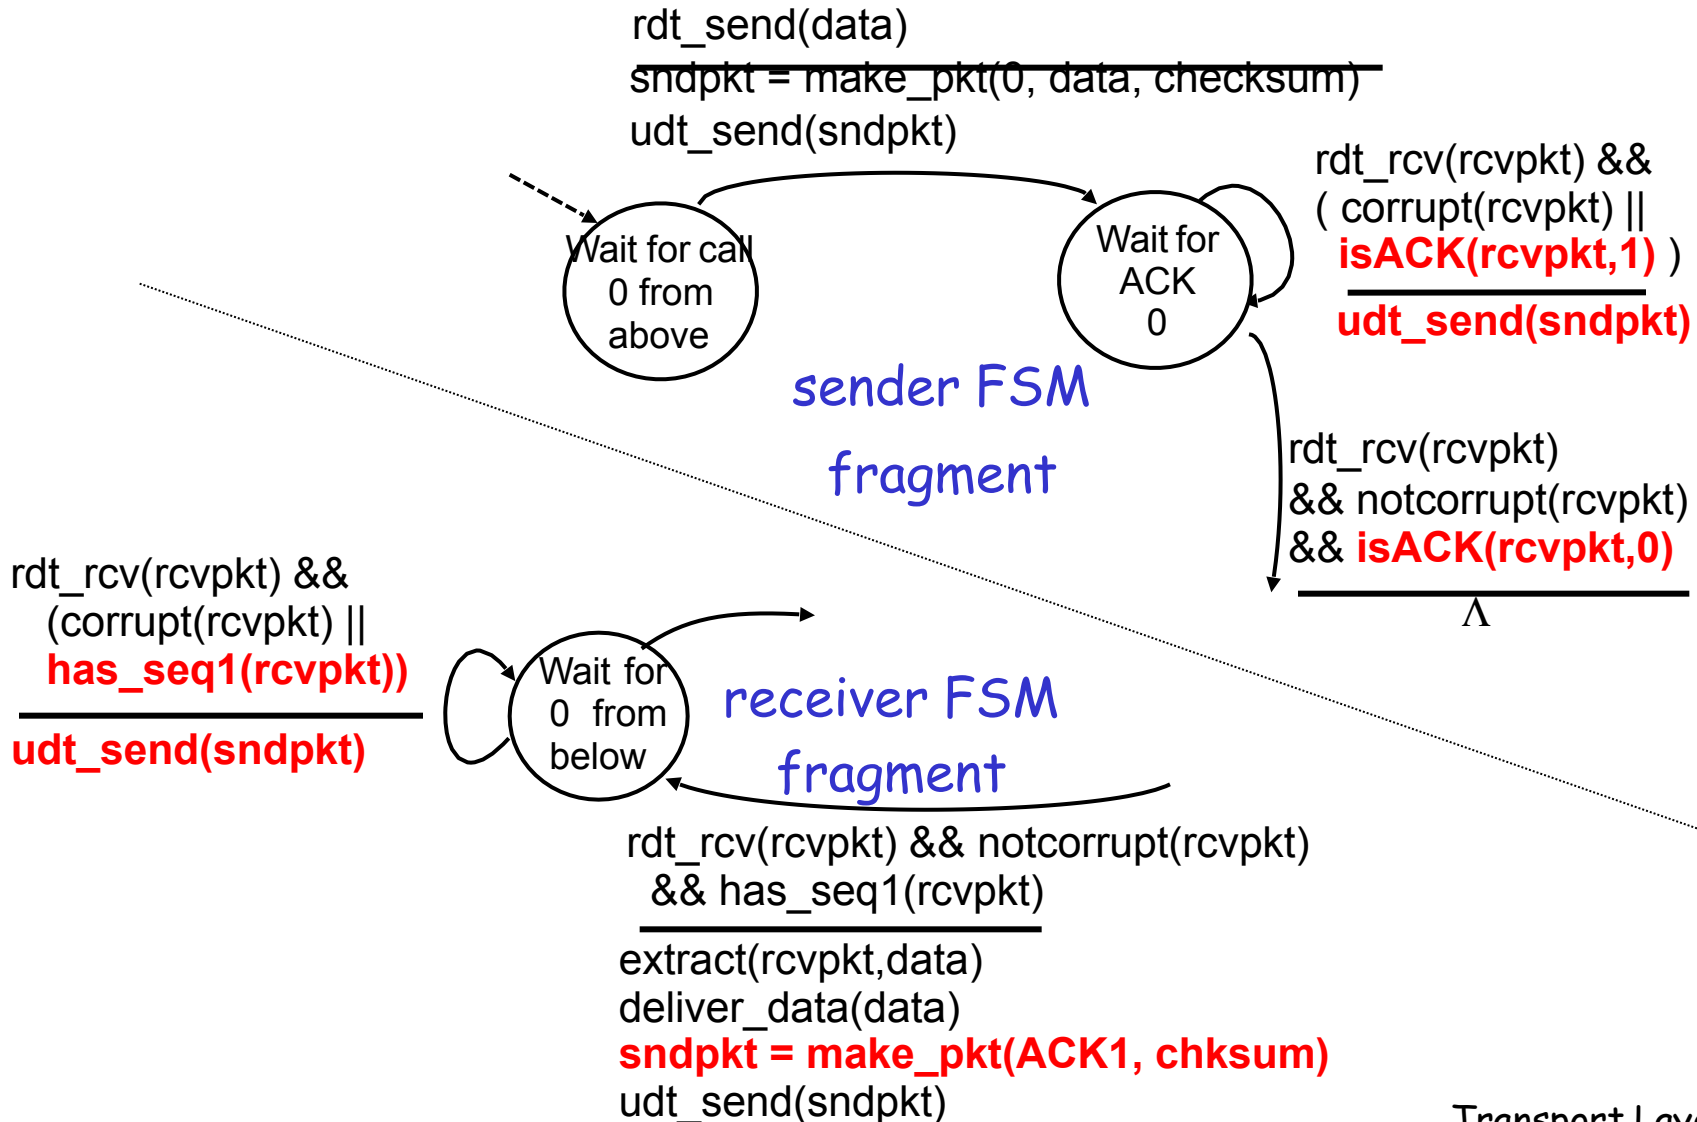 rdt_send(data)
sndpkt = make_pkt(0, data, checksum)
udt_send(sndpkt)
Wait for call
0 from
above
Wait for
ACK
0
rdt_rcv(rcvpkt) &&
( corrupt(rcvpkt) ||
isACK(rcvpkt,1) )
udt_send(sndpkt)
sender FSM
fragment
rdt_rcv(rcvpkt)
&& notcorrupt(rcvpkt)
&& isACK(rcvpkt,0)
Λ
rdt_rcv(rcvpkt) &&
(corrupt(rcvpkt) ||
has_seq1(rcvpkt))
udt_send(sndpkt)
Wait for
0 from
below
receiver FSM
fragment
rdt_rcv(rcvpkt) && notcorrupt(rcvpkt)
&& has_seq1(rcvpkt)
extract(rcvpkt,data)
deliver_data(data)
sndpkt = make_pkt(ACK1, chksum)
udt_send(sndpkt)
Transport